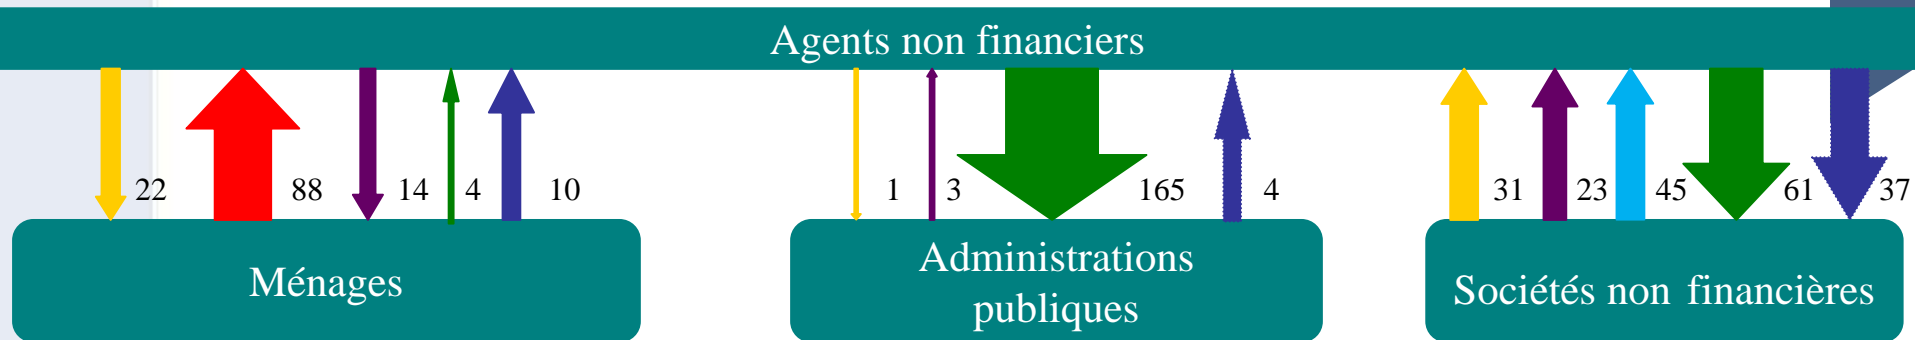 Agents non financiers
22 88 14 4 10 1 3 165 4 31 23 45 61 37
Ménages
Administrations
publiques
Sociétés non financières